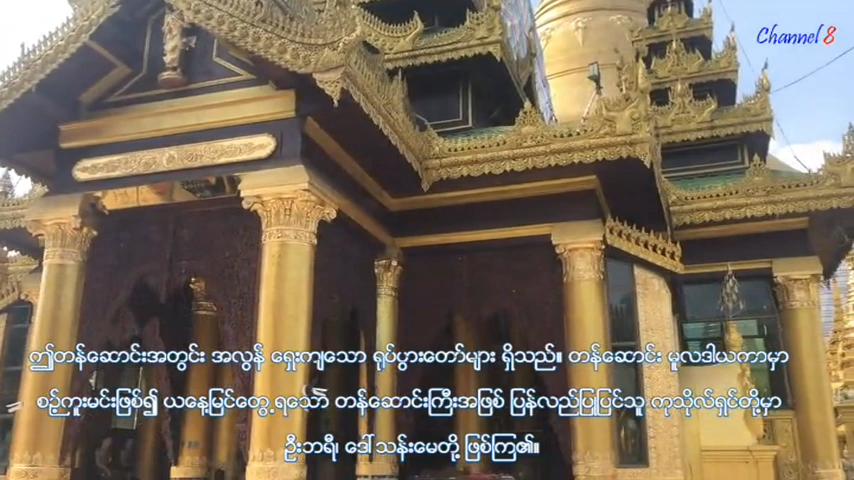 Channel 8
ဤတန်ဆောင်းအတွင်း အလွန် ရှေးကျသော ရုပ်ပွားတော်များ ရှိသည်။ တန်ဆောင်း မူလဒါယကာမှာ
စဉ့်ကူးမင်းဖြစ်၍ ယနေ့မြင်တွေ့ရသော တန်ဆောင်းကြီးအဖြစ် ပြန်လည်ပြုပြင်သူ ကုသိုလ်ရှင်တို့မှာ
ဦးဘရီ၊ ဒေါ်သန်းမေတို့ ဖြစ်ကြ၏။